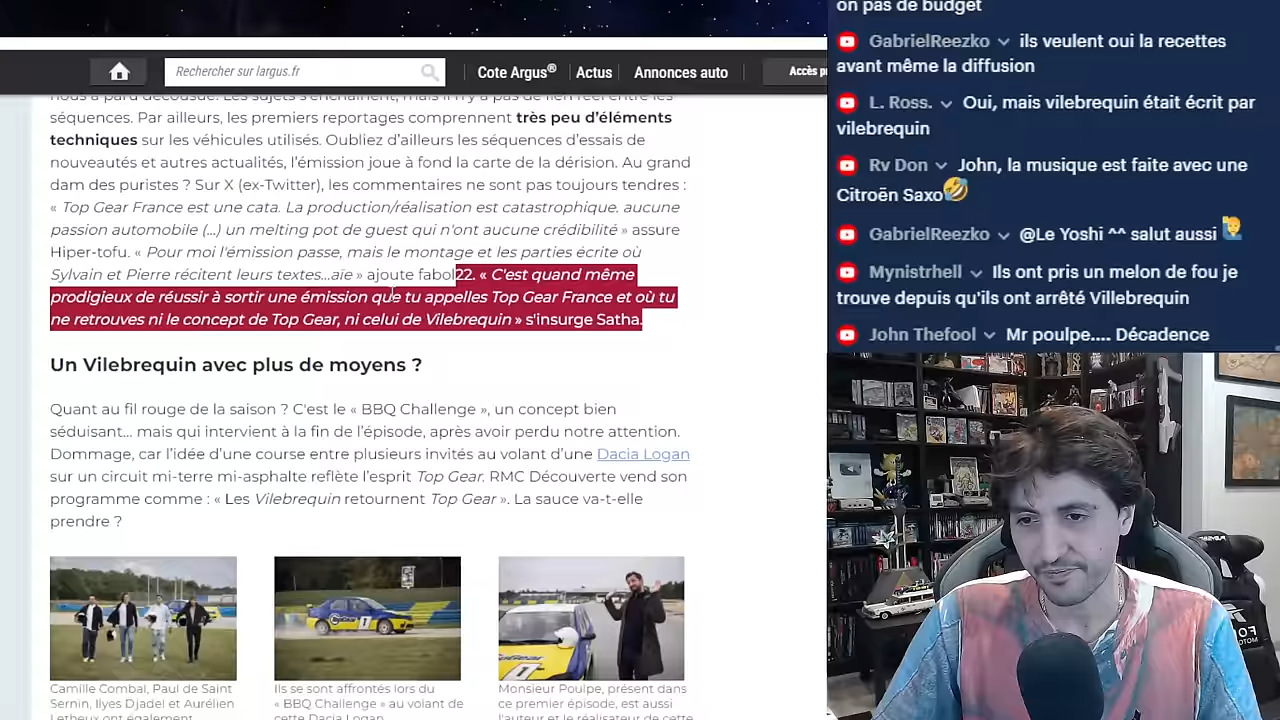 Rechercher sur largus.fr
Cote Argus®
Actus
Annonces auto
Accès pr
nous a paru décousue. Les sujets s'enchaînent, mais il n'y a pas de lien réel entre les
séquences. Par ailleurs, les premiers reportages comprennent très peu d'éléments
techniques sur les véhicules utilisés. Oubliez d'ailleurs les séquences d'essais de
nouveautés et autres actualités, l'émission joue à fond la carte de la dérision. Au grand
dam des puristes ? Sur X (ex-Twitter), les commentaires ne sont pas toujours tendres :
« Top Gear France est une cata. La production/réalisation est catastrophique. aucune
passion automobile (...) un melting pot de guest qui n'ont aucune crédibilité » assure
Hiper-tofu. « Pour moi l'émission passe, mais le montage et les parties ecrite où
Sylvain et Pierre récitent leurs textes...aïe » ajoute fabol22. « C'est quand même
prodigieux de réussir à sortir une émission que tu appelles Top Gear France et où tu
ne retrouves ni le concept de Top Gear, ni celui de Vilebrequin » s'insurge Satha.
Un Vilebrequin avec plus de moyens ?
Quant au fil rouge de la saison ? C'est le « BBQ Challenge », un concept bien
séduisant... mais qui intervient à la fin de l'épisode, après avoir perdu notre attention.
Dommage, car l'idée d'une course entre plusieurs invités au volant d'une Dacia Logan
sur un circuit mi-terre mi-asphalte reflète l'esprit Top Gear. RMC Découverte vend son
programme comme : « Les Vilebrequin retournent Top Gear ». La sauce va-t-elle
prendre ?
Camille Combal, Paul de Saint
Sernin, Ilyes Djadel et Aurélien
Letheux ont également
Ils se sont affrontés lors du
« BBQ Challenge » au volant de
cette Dacia Logan
Monsieur Poulpe, présent dans
ce premier épisode, est aussi
l'auteur et le réalisateur de cette
on pas de budget
GabrielReezko ils veulent oui la recettes
avant même la diffusion
L. Ross. Oui, mais vilebrequin était écrit par
vilebrequin
Rv Don John, la musique est faite avec une
Citroën Saxo🤣
GabrielReezko @Le Yoshi ^^ salut aussi
Mynistrhell Ils ont pris un melon de fou je
trouve depuis qu'ils ont arrêté Villebrequin
John Thefool Mr poulpe.... Décadence